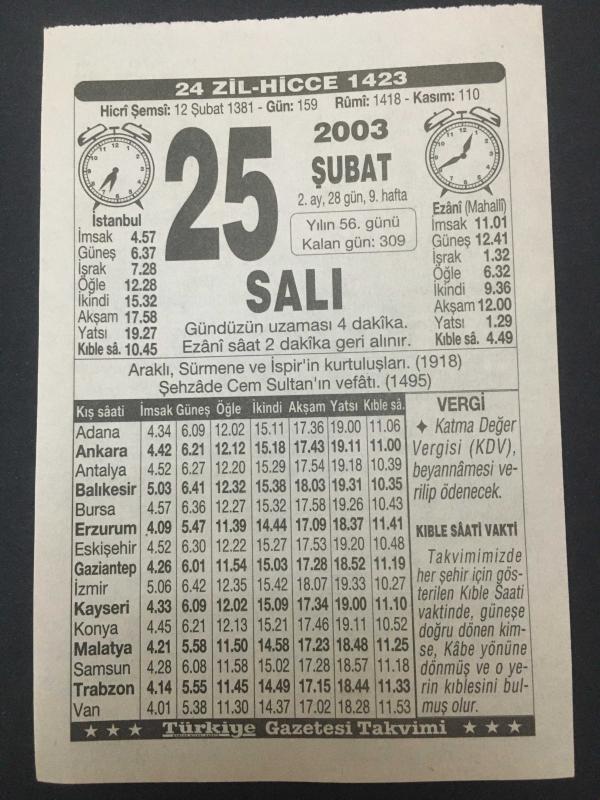 24 ZİL-HİCCE 1423
Hicrî Şemsî: 12 Şubat 1381 - Gün: 159 Rûmî: 1418 - Kasım: 110
25
2003
ŞUBAT
2. ay, 28 gün, 9. hafta
Yılın 56. günü
Kalan gün: 309
SALI
Gündüzün uzaması 4 dakîka.
Ezânî sâat 2 dakîka geri alınır.
İstanbul
İmsak 4.57
Güneş 6.37
İşrak 7.28
Öğle 12.28
İkindi 15.32
Akşam 17.58
Yatsı 19.27
Kıble sâ. 10.45
Ezânî (Mahallî)
İmsak 11.01
Güneş 12.41
İşrak 1.32
Öğle 6.32
İkindi 9.36
Akşam 12.00
Yatsı 1.29
Kıble sâ. 4.49
Araklı, Sürmene ve İspir'in kurtuluşları. (1918)
Şehzâde Cem Sultan'ın vefâtı. (1495)
Kış sâati İmsak Güneş Öğle İkindi Akşam Yatsı Kıble sâ.
Adana 4.34 6.09 12.02 15.11 17.36 19.00 11.06
Ankara 4.42 6.21 12.12 15.18 17.43 19.11 11.00
Antalya 4.52 6.27 12.20 15.29 17.54 19.18 10.39
Balıkesir 5.03 6.41 12.32 15.38 18.03 19.31 10.35
Bursa 4.57 6.36 12.27 15.32 17.58 19.26 10.43
Erzurum 4.09 5.47 11.39 14.44 17.09 18.37 11.41
Eskişehir 4.52 6.30 12.22 15.27 17.53 19.20 10.48
Gaziantep 4.26 6.01 11.54 15.03 17.28 18.52 11.19
İzmir 5.06 6.42 12.35 15.42 18.07 19.33 10.27
Kayseri 4.33 6.09 12.02 15.09 17.34 19.00 11.10
Konya 4.45 6.21 12.13 15.21 17.46 19.11 10.52
Malatya 4.21 5.58 11.50 14.58 17.23 18.48 11.25
Samsun 4.28 6.08 11.58 15.02 17.28 18.57 11.18
Trabzon 4.14 5.55 11.45 14.49 17.15 18.44 11.33
Van 4.01 5.38 11.30 14.37 17.02 18.28 11.53
VERGİ
✦ Katma Değer
Vergisi (KDV),
beyannâmesi ve-
rilip ödenecek.
KIBLE SÂATİ VAKTİ
Takvimimizde
her şehir için gös-
terilen Kıble Saati
vaktinde, güneşe
doğru dönen kim-
se, Kâbe yönüne
dönmüş ve o ye-
rin kıblesini bul-
muş olur.
★ ★ ★ Türkiye Gazetesi Takvimi ★ ★ ★